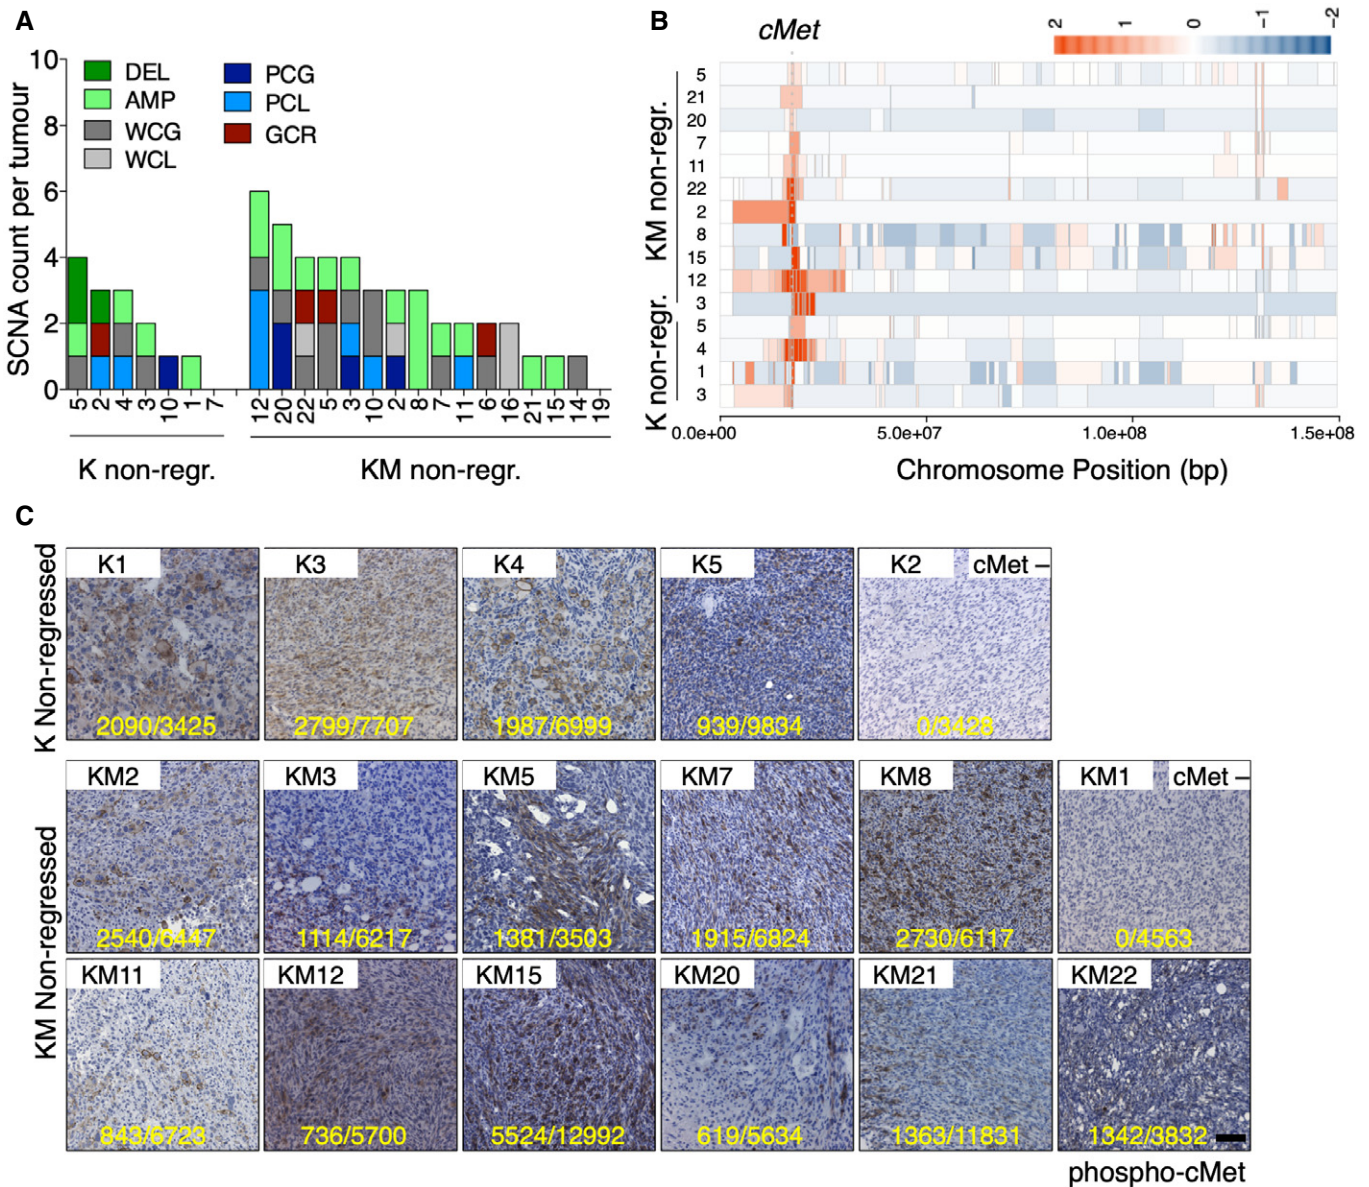 A
SCNA count per tumour
10
8
6
4
2
0
DEL
AMP
WCG
WCL
PCG
PCL
GCR
5 2 4 3 10 1 7
12 20 22 5 3 10 2 8 7 11 6 16 21 15 14 19
K non-regr.
KM non-regr.
B
cMet
2 1 0 −1 −2
KM non-regr.
5
21
20
7
11
22
2
8
15
12
3
K non-regr.
5
4
1
3
0.0e+00 5.0e+07 1.0e+08 1.5e+08
Chromosome Position (bp)
C
K Non-regressed
K1 K3 K4 K5 K2 cMet –
2090/3425 2799/7707 1987/6999 939/9834 0/3428
KM Non-regressed
KM2 KM3 KM5 KM7 KM8 KM1 cMet –
2540/6447 1114/6217 1381/3503 1915/6824 2730/6117 0/4563
KM11 KM12 KM15 KM20 KM21 KM22
843/6723 736/5700 5524/12992 619/5634 1363/11831 1342/3832
phospho-cMet